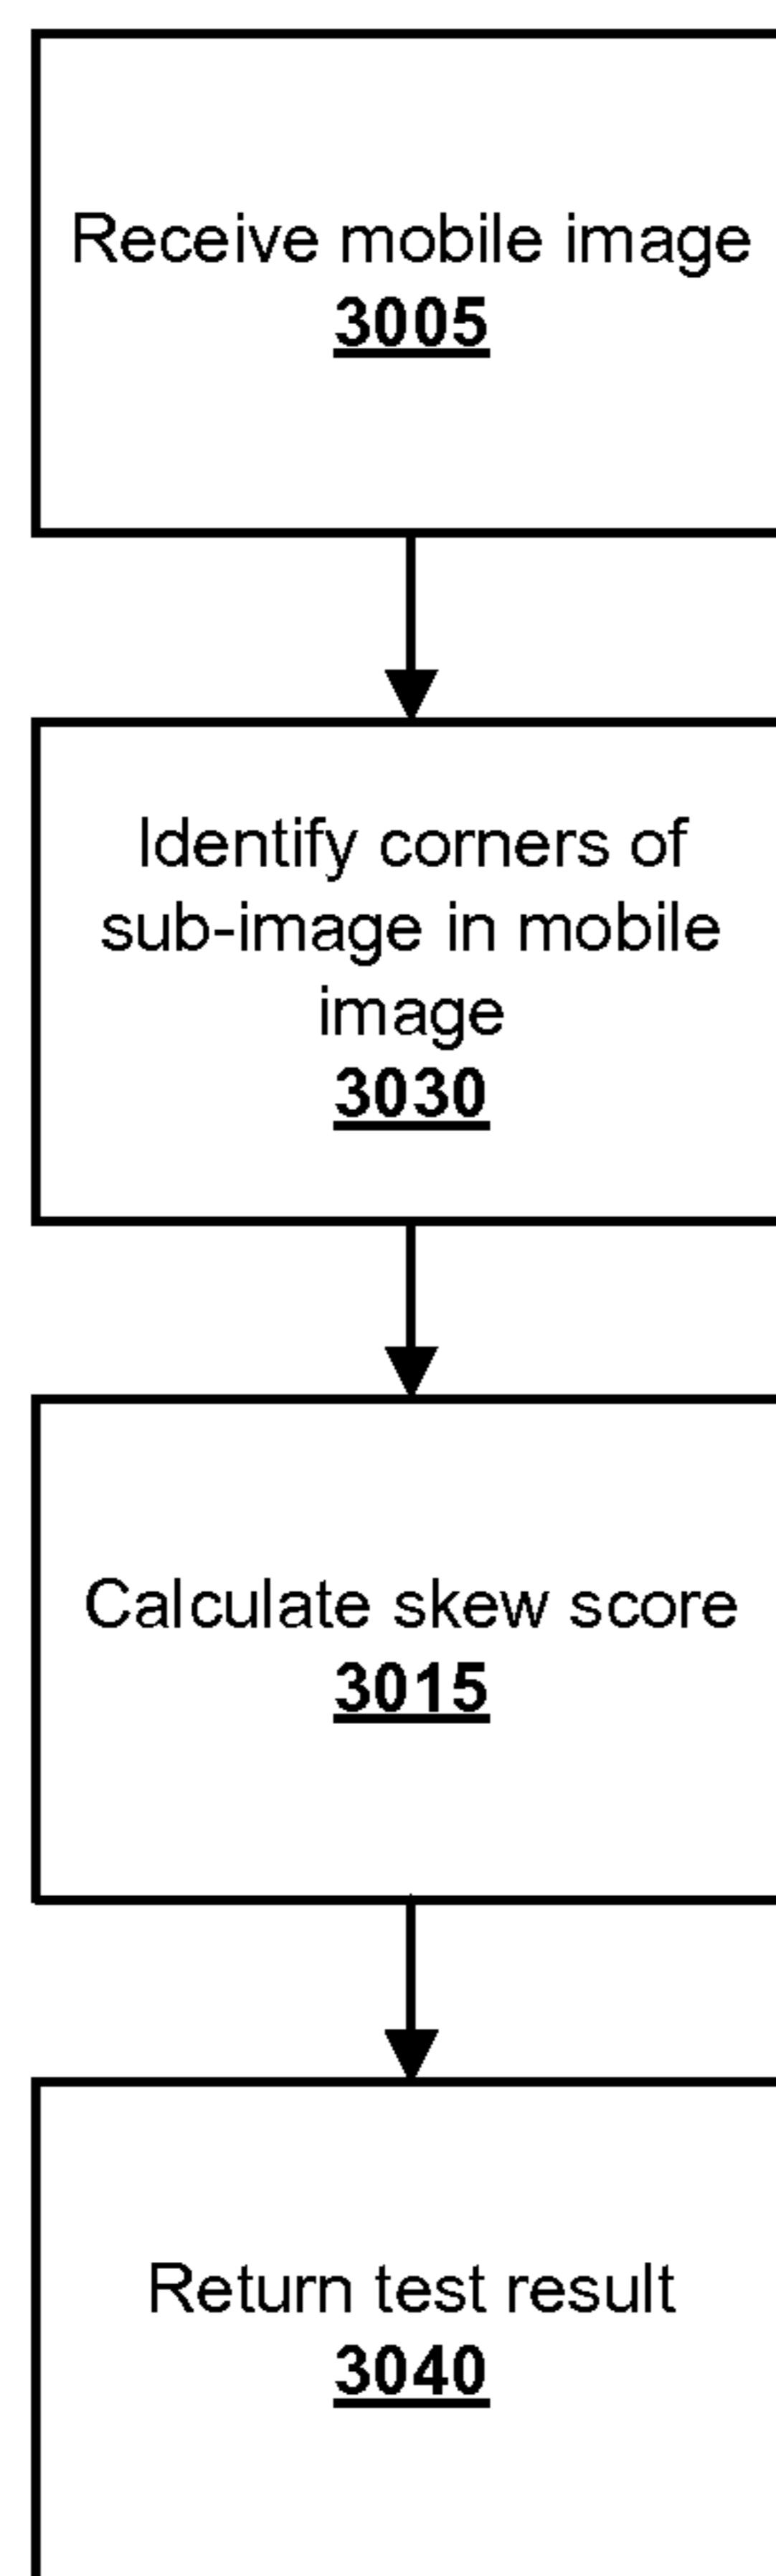 Receive mobile image
3005
Identify corners of
sub-image in mobile
image
3030
Calculate skew score
3015
Return test result
3040